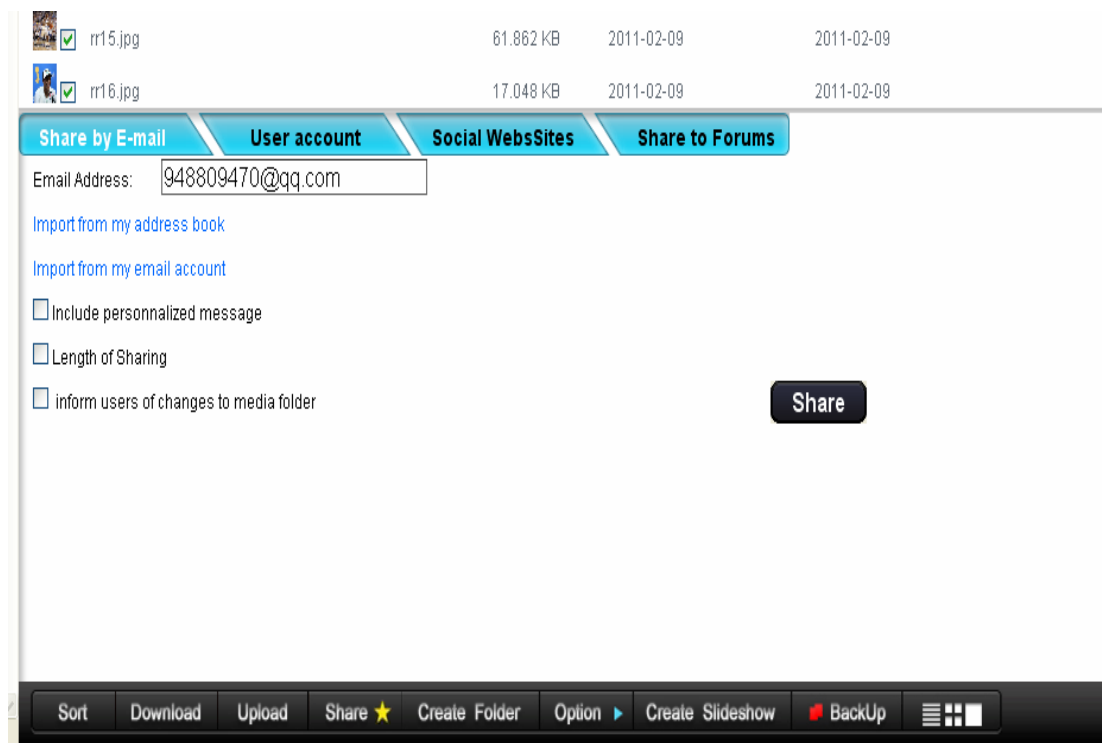 rr15.jpg 61.862 KB 2011-02-09 2011-02-09
rr16.jpg 17.048 KB 2011-02-09 2011-02-09
Share by E-mail User account Social WebsSites Share to Forums
Email Address: 948809470@qq.com
Import from my address book
Import from my email account
Include personnalized message
Length of Sharing
inform users of changes to media folder
Share
Sort Download Upload Share Create Folder Option Create Slideshow BackUp